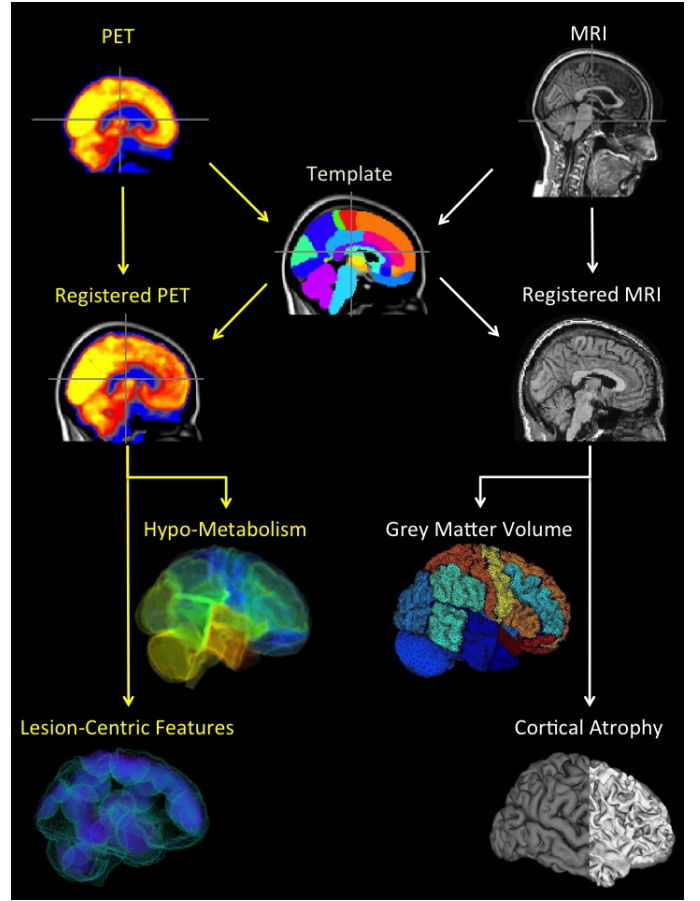 PET
MRI
Template
Registered PET
Registered MRI
Hypo-Metabolism
Grey Matter Volume
Lesion-Centric Features
Cortical Atrophy